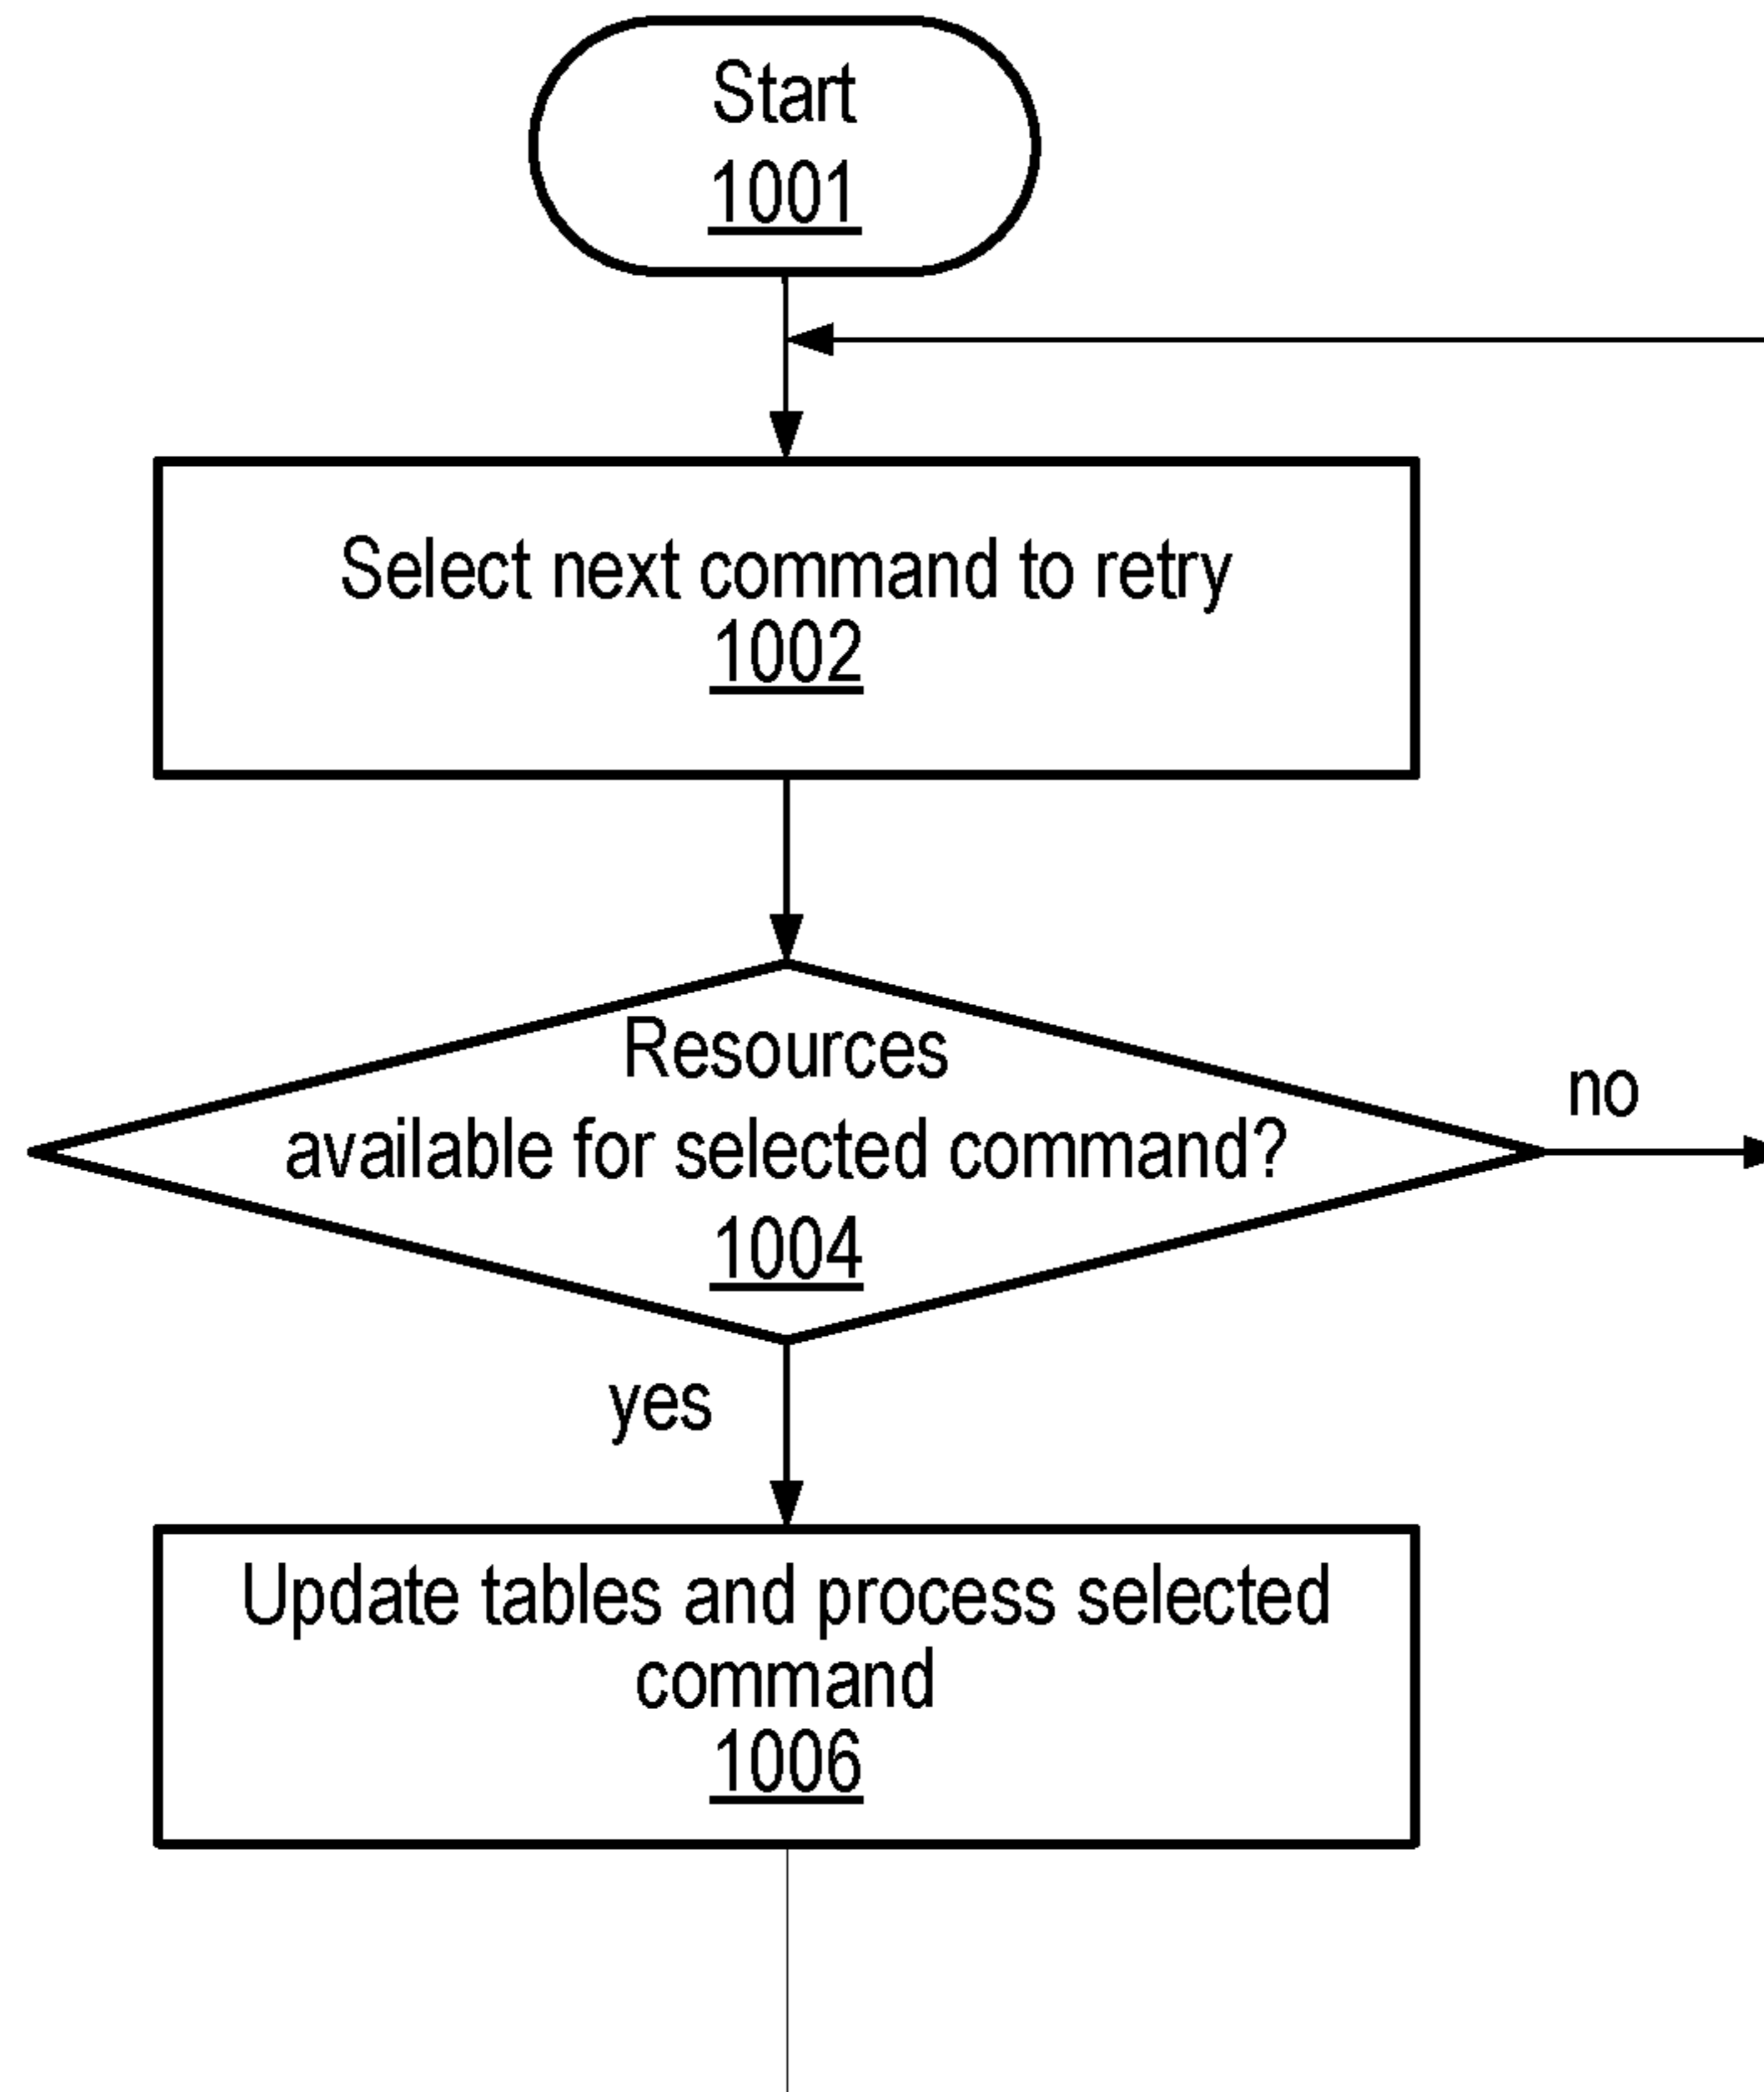 Start
1001
Select next command to retry
1002
Resources
available for selected command?
1004
no
yes
Update tables and process selected
command
1006